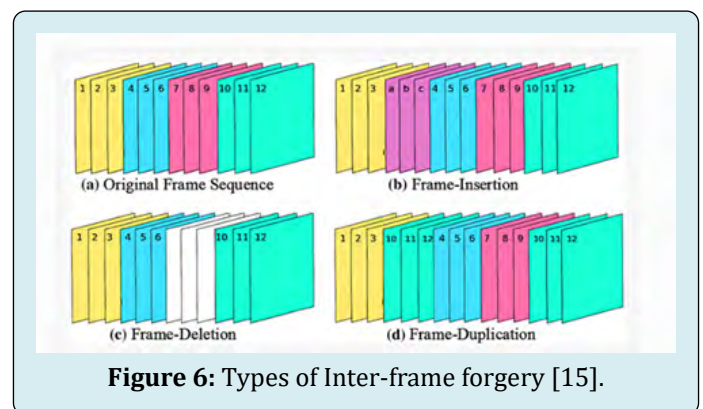 1 2 3 4 5 6 7 8 9 10 11 12
(a) Original Frame Sequence
1 2 3 a b c 4 5 6 7 8 9 10 11 12
(b) Frame-Insertion
1 2 3 4 5 6 10 11 12
(c) Frame-Deletion
1 2 3 10 11 12 4 5 6 7 8 9 10 11 12
(d) Frame-Duplication
Figure 6: Types of Inter-frame forgery [15].